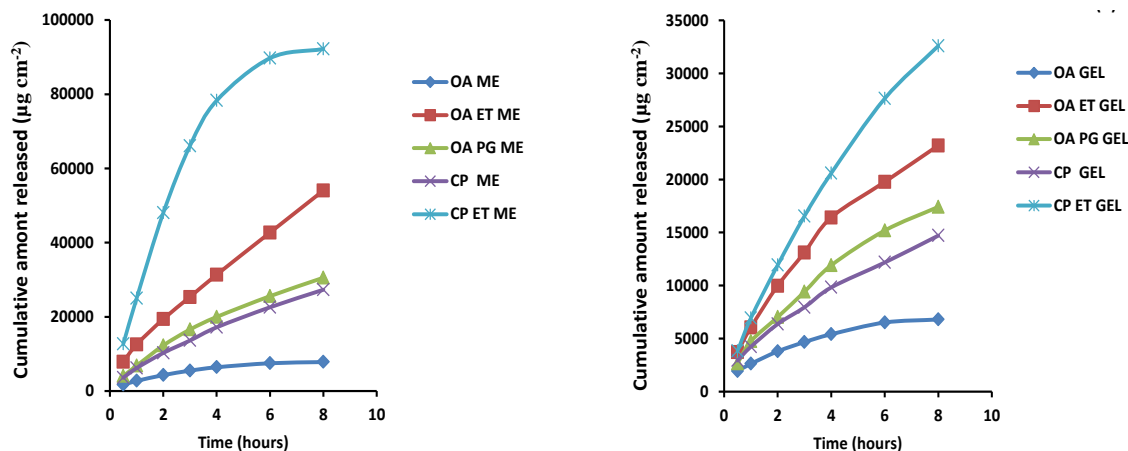 Cumulative amont released (µg cm-2)
100000
80000
60000
40000
20000
0
0 2 4 6 8 10
Time (hours)
OA ME
OA ET ME
OA PG ME
CP ME
CP ET ME
Cumulative amount released (µg cm-2)
35000
30000
25000
20000
15000
10000
5000
0
0 2 4 6 8 10
Time (hours)
OA GEL
OA ET GEL
OA PG GEL
CP GEL
CP ET GEL